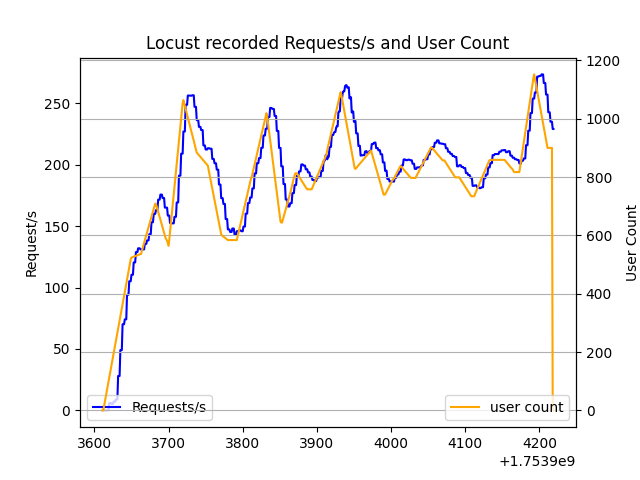 Locust recorded Requests/s and User Count
1200
250
1000
200
800
150
600
Request/s
User Count
100
400
50
200
0
0
Requests/s
user count
3600 3700 3800 3900 4000 4100 4200
+1.7539e9